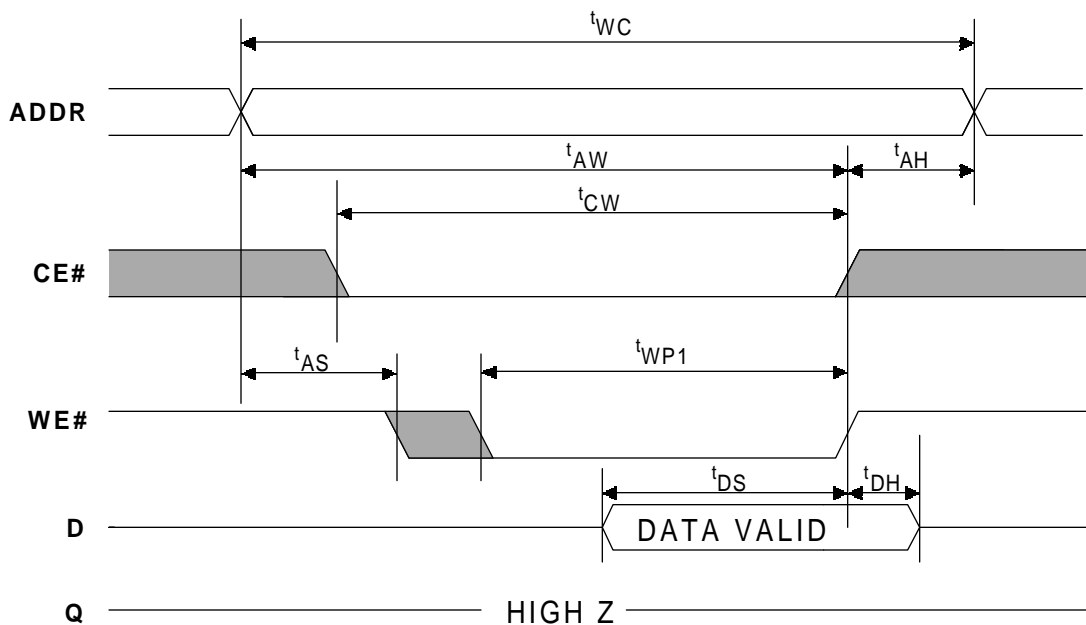 tWC
ADDR
tAW
tAH
tCW
CE#
tAS
tWP1
WE#
tDS
tDH
D
DATA VALID
Q
HIGH Z